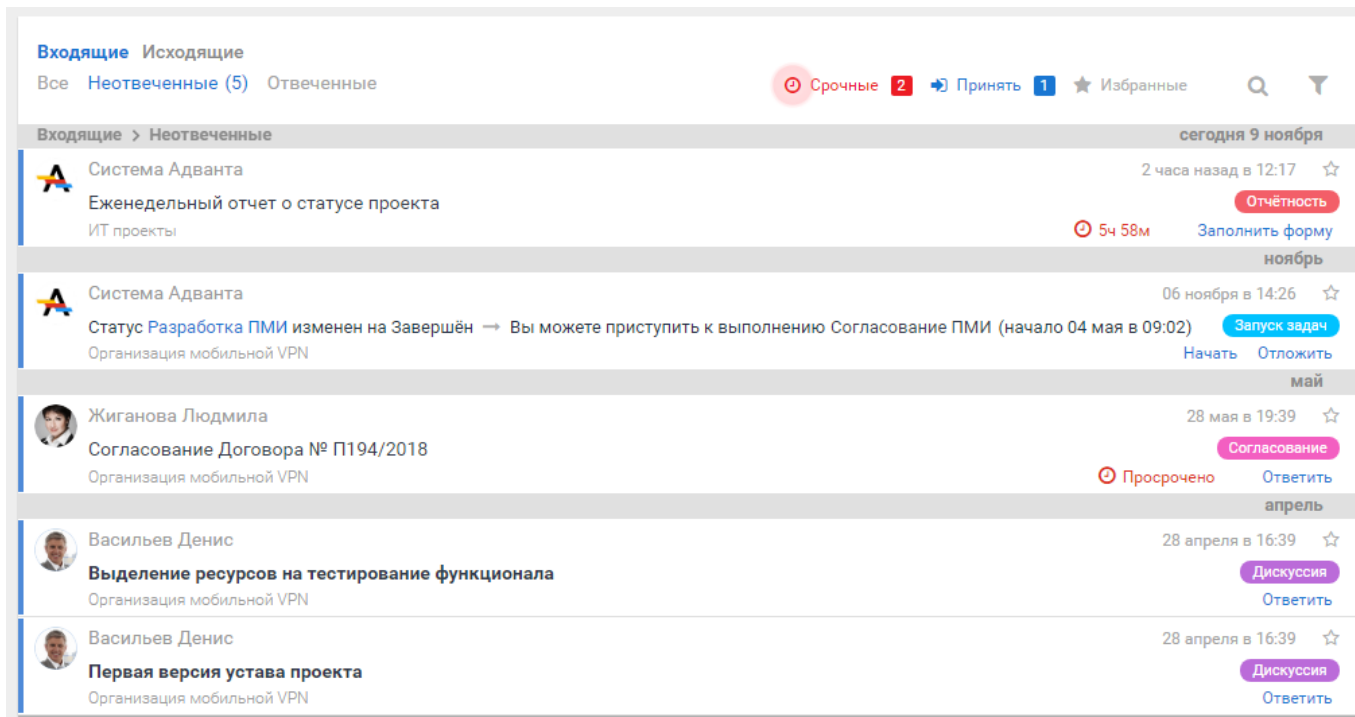 Входящие Исходящие
Все Неотвеченные (5) Отвеченные Срочные 2 Принять 1 Избранные
Входящие > Неотвеченные сегодня 9 ноября
Система Адванта 2 часа назад в 12:17
Еженедельный отчет о статусе проекта Отчётность
ИТ проекты 5ч 58м Заполнить форму
ноябрь
Система Адванта 06 ноября в 14:26
Статус Разработка ПМИ изменен на Завершён → Вы можете приступить к выполнению Согласование ПМИ (начало 04 мая в 09:02) Запуск задач
Организация мобильной VPN Начать Отложить
май
Жиганова Людмила 28 мая в 19:39
Согласование Договора № П194/2018 Согласование
Организация мобильной VPN Просрочено Ответить
апрель
Васильев Денис 28 апреля в 16:39
Выделение ресурсов на тестирование функционала Дискуссия
Организация мобильной VPN Ответить
Васильев Денис 28 апреля в 16:39
Первая версия устава проекта Дискуссия
Организация мобильной VPN Ответить